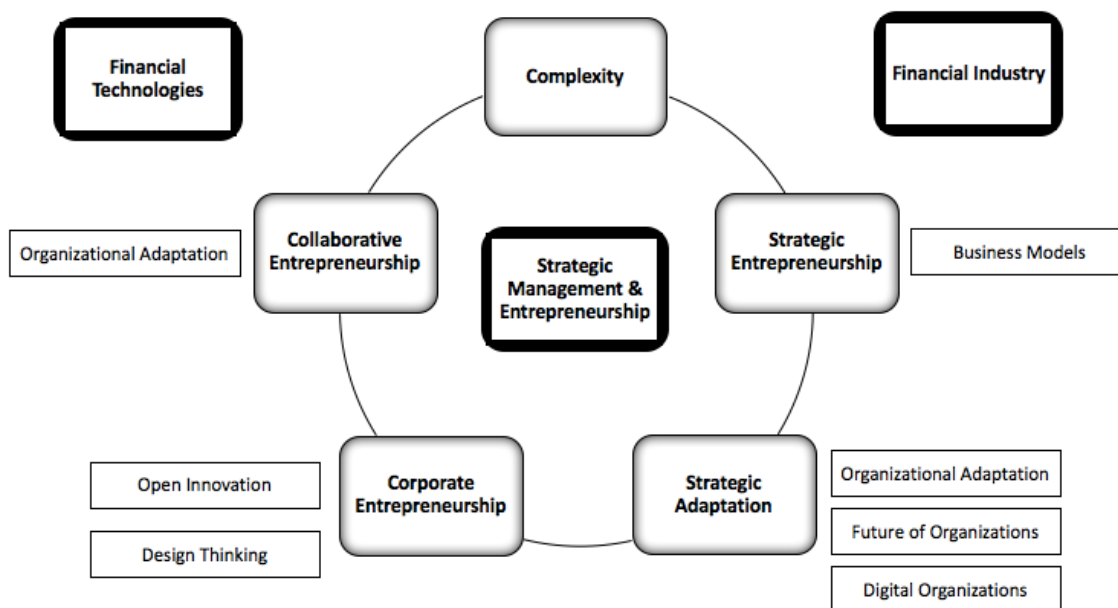 Financial
Technologies
Complexity
Financial Industry
Organizational Adaptation
Collaborative
Entrepreneurship
Strategic
Management &
Entrepreneurship
Strategic
Entrepreneurship
Business Models
Open Innovation
Design Thinking
Corporate
Entrepreneurship
Strategic
Adaptation
Organizational Adaptation
Future of Organizations
Digital Organizations